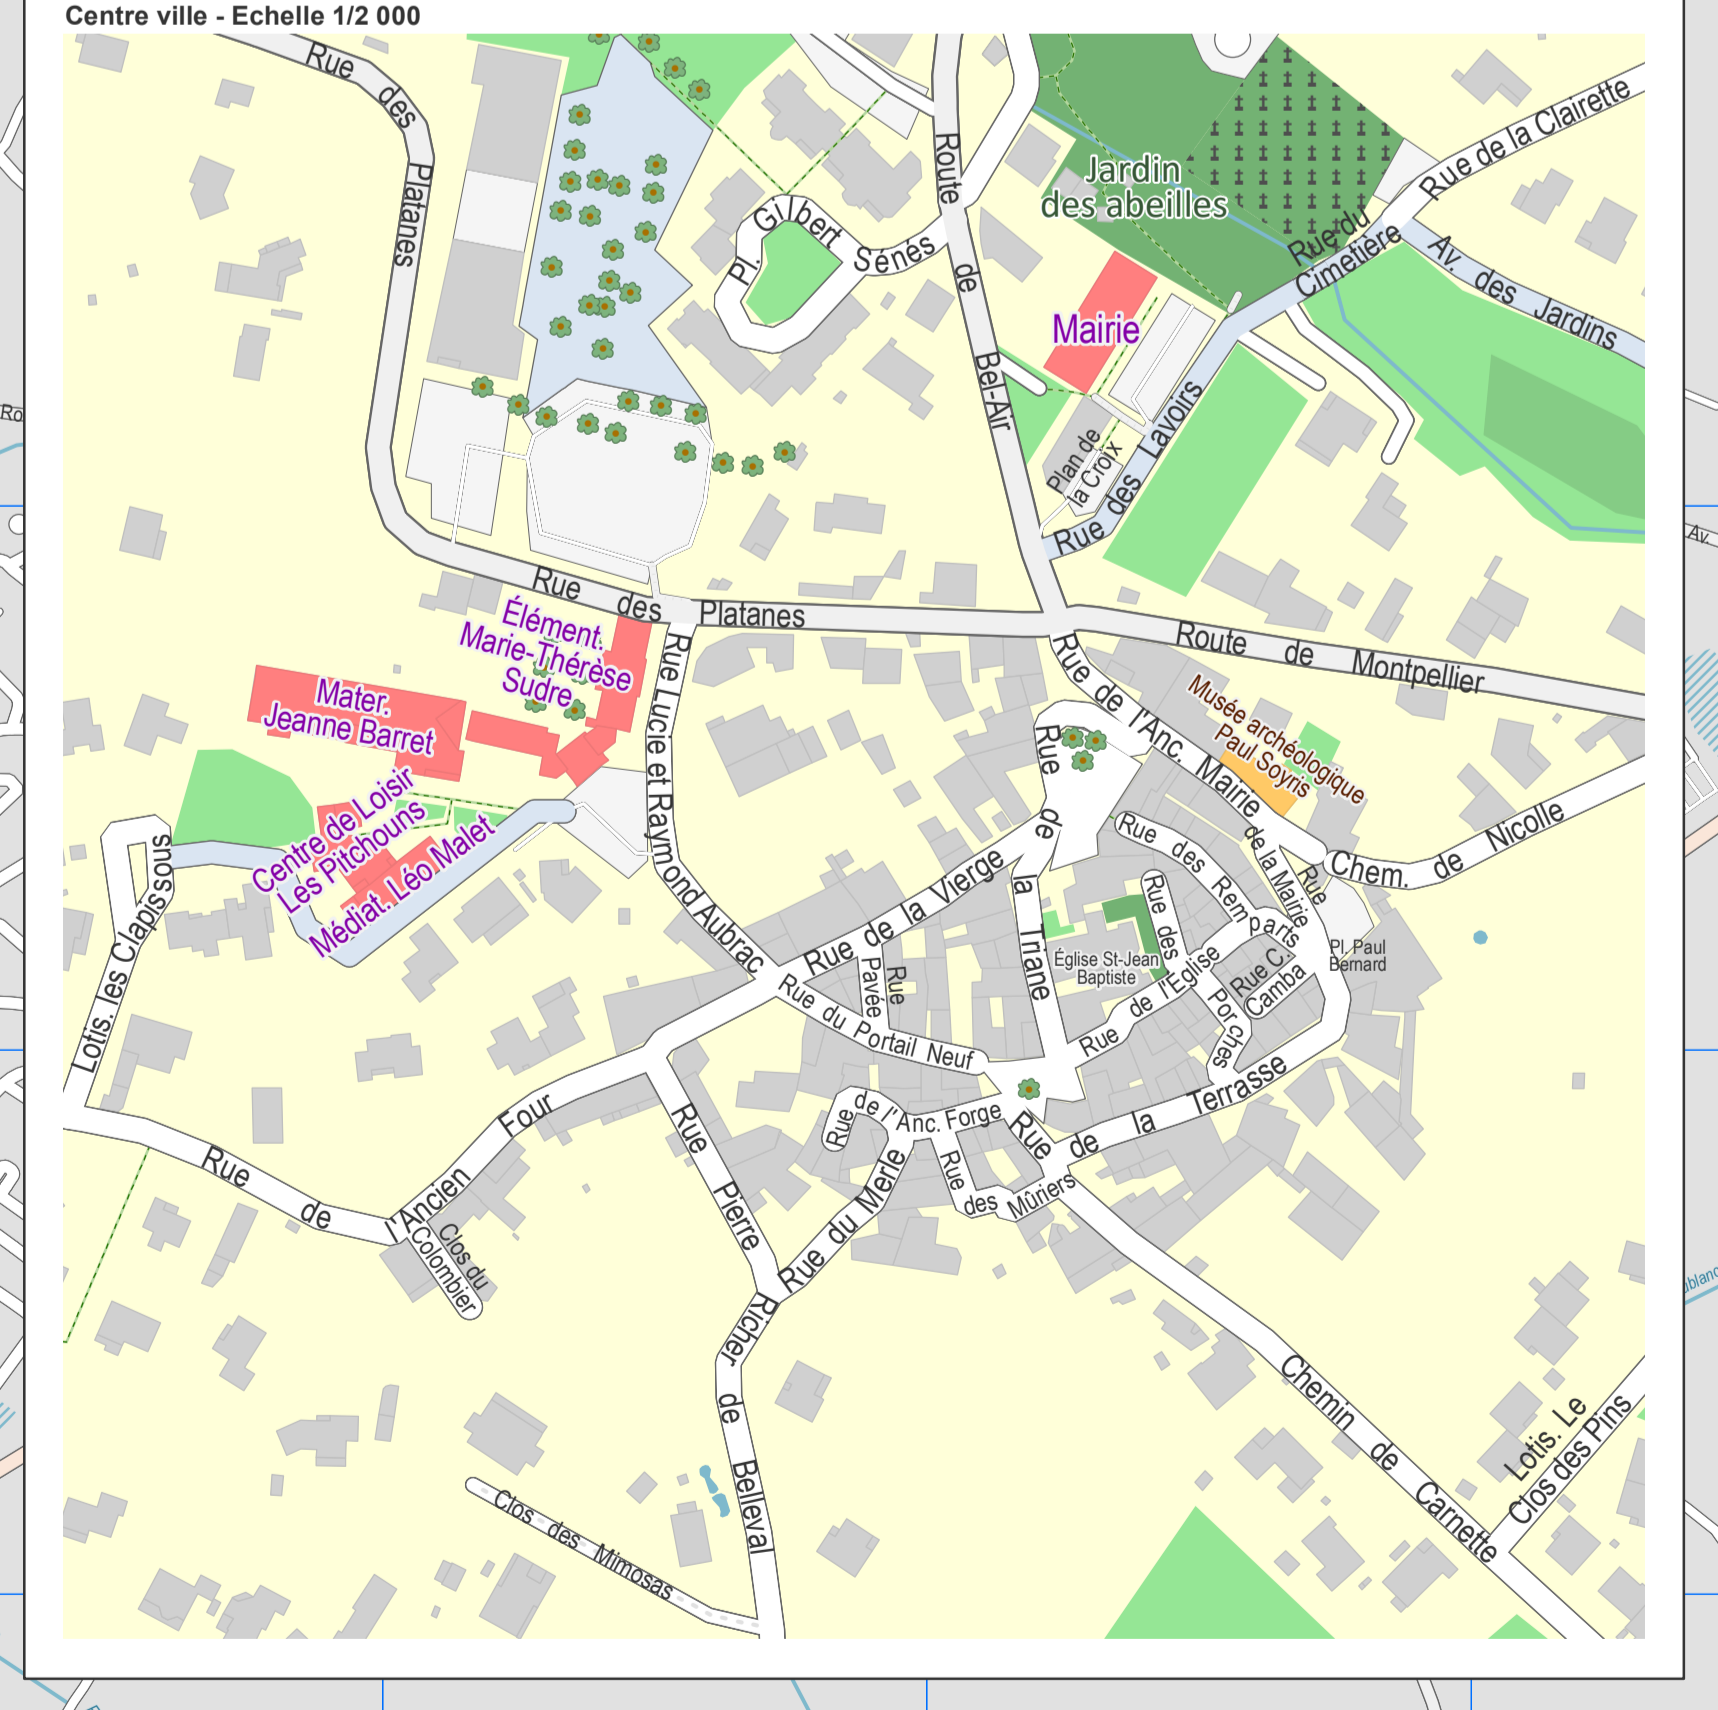 Centre ville - Echelle 1/2 000
Rue des Platanes
Route de Bel-Air
Pl. Gilbert Sénés
Jardin
des abeilles
Rue de la Clairette
Rue du
Cimetière
Av. des Jardins
Mairie
Plan de
la Croix
Rue des Lavoirs
Ro
Av.
Rue des Platanes
Route de Montpellier
Élément.
Marie-Thérèse
Sudre
Mater.
Jeanne Barret
Centre de Loisir
Les Pitchouns
Médiat. Léo Malet
Rue Lucie et Raymond Aubrac
Rue de l'Anc. Mairie
Musée archéologique
Paul Soyris
Chem. de Nicolle
Rue de la Triane
Rue de la Vierge
Rue des Remparts
Rue
de la Mairie
Rue des Porches
Rue de l'Eglise
Rue C.
Camba
Pl. Paul
Bernard
Église St-Jean
Baptiste
Rue
Pavée
Rue du Portail Neuf
Lotis. les Clapissous
Rue de l'Ancien Four
Clos du
Colombier
Rue de l'Anc. Forge
Rue de la Terrasse
Rue des Mûriers
Rue du Merle
Rue Pierre Richer de Belleval
Clos des Mimosas
Chemin de Carnette
Lotis. Le
Clos des Pins